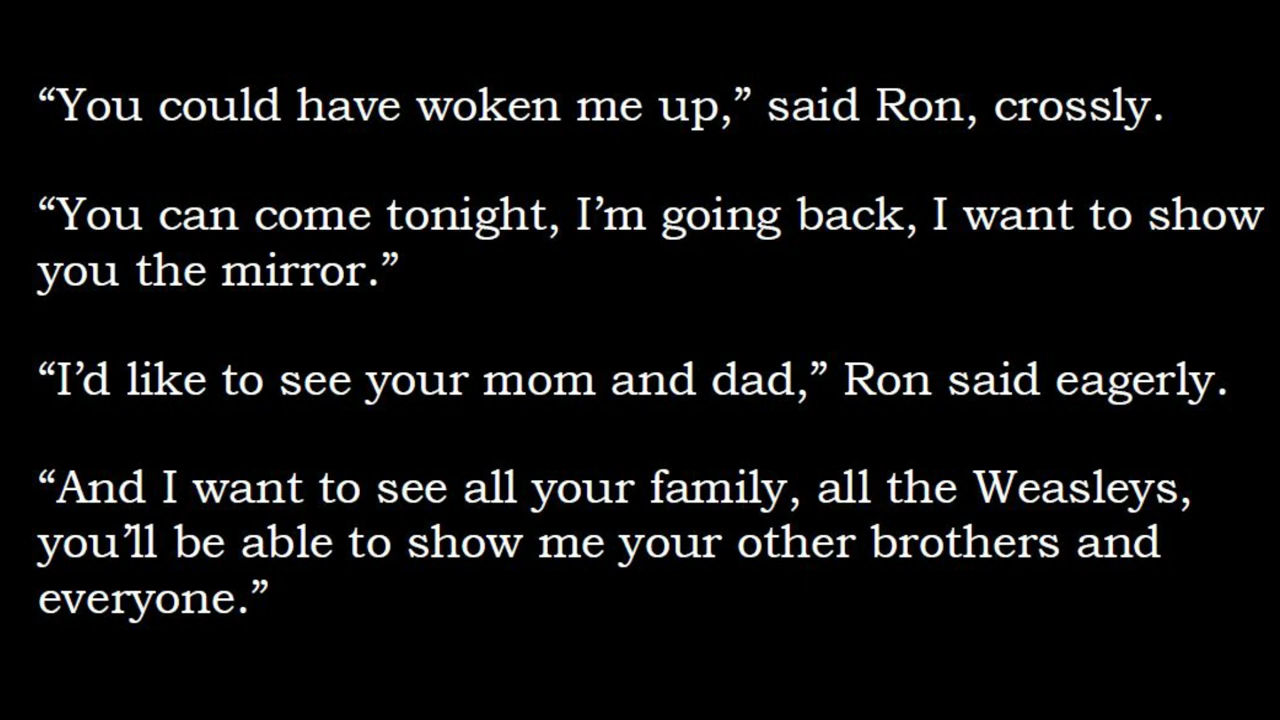 “You could have woken me up,” said Ron, crossly.
“You can come tonight, I’m going back, I want to show
you the mirror.”
“I’d like to see your mom and dad,” Ron said eagerly.
“And I want to see all your family, all the Weasleys,
you’ll be able to show me your other brothers and
everyone.”